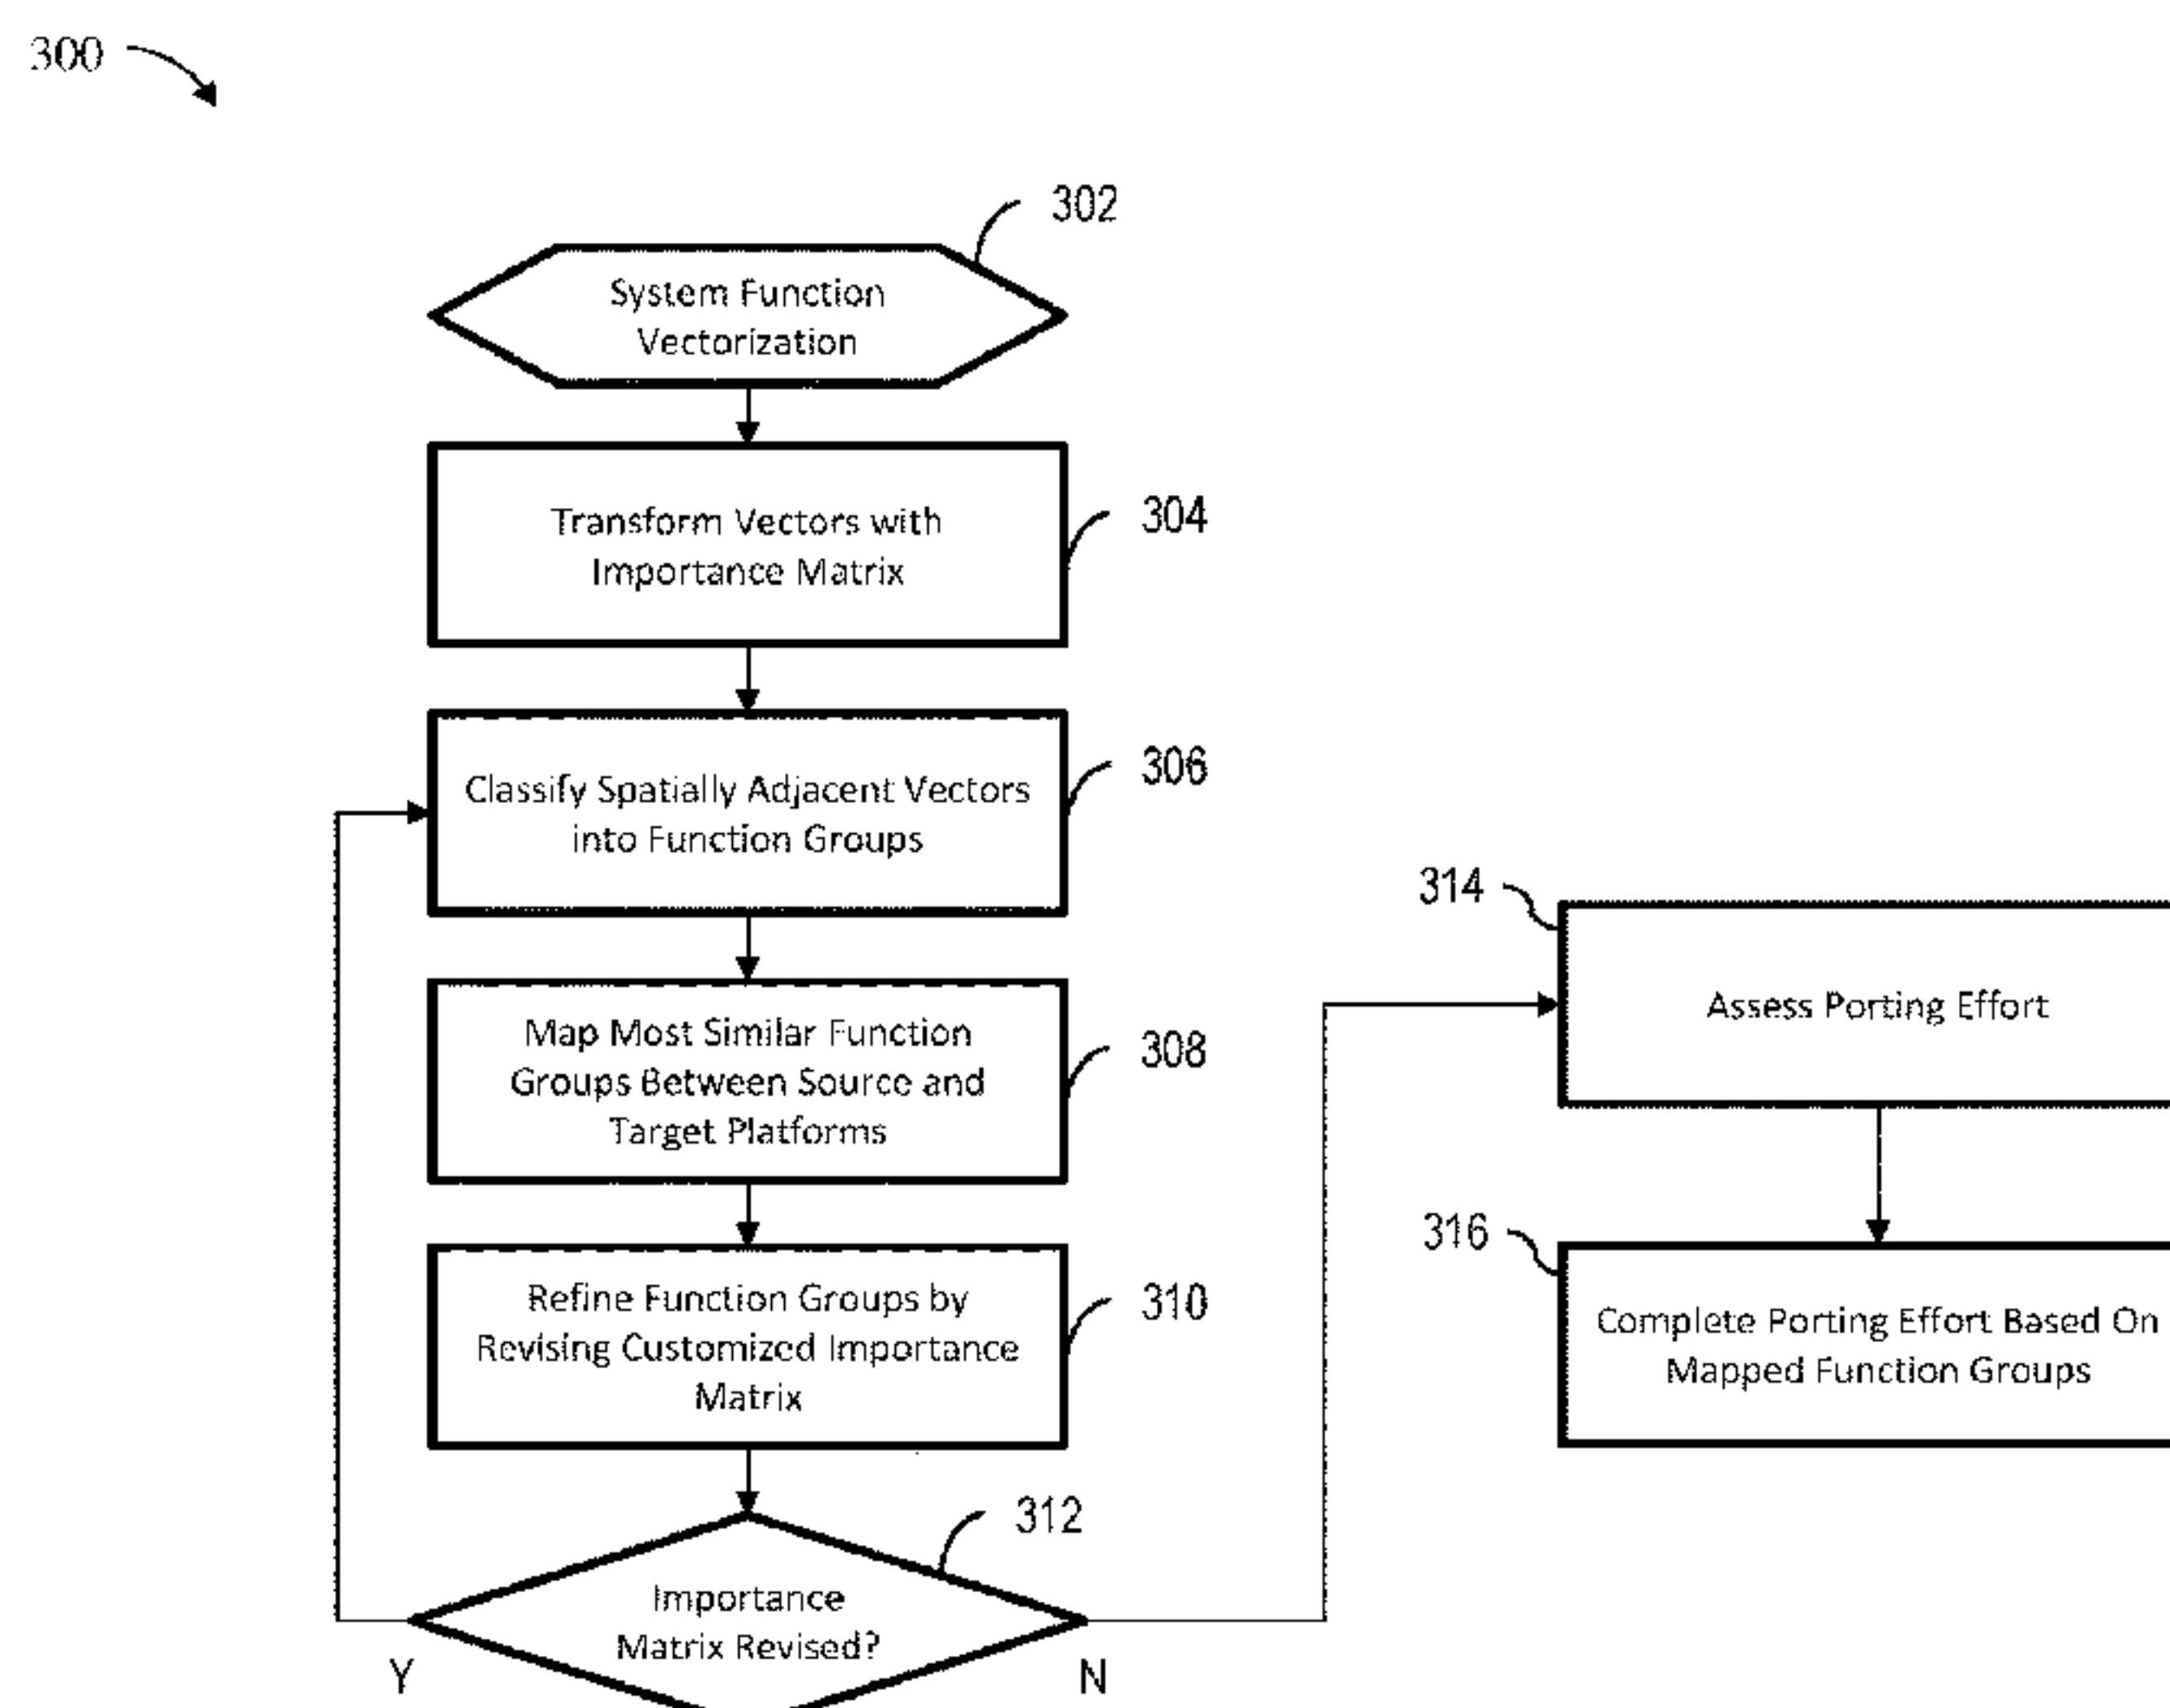 300
302
System Function
Vectorization
304
Transform Vectors with
Importance Matrix
306
Classify Spatially Adjacent Vectors
into Function Groups
308
Map Most Similar Function
Groups Between Source and
Target Platforms
310
Refine Function Groups by
Revising Customized Importance
Matrix
312
Importance
Matrix Revised?
Y
N
314
Assess Porting Effort
316
Complete Porting Effort Based On
Mapped Function Groups